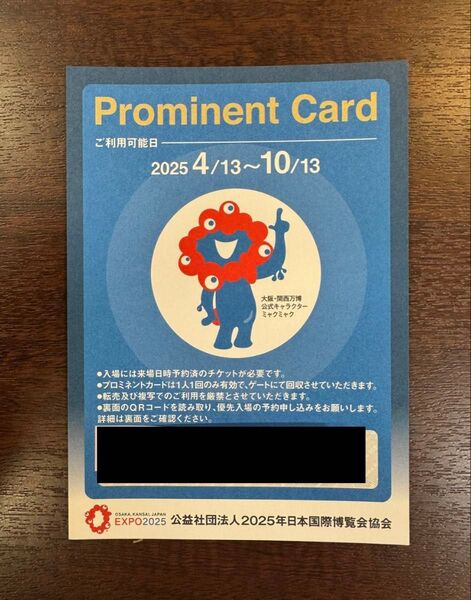 Prominent Card
ご利用可能日
2025 4/13〜10/13
大阪・関西万博
公式キャラクター
ミャクミャク
●入場には来場日時予約済のチケットが必要です。
●プロミネントカードは1人1回のみ有効で、ゲートにて回収させていただきます。
●転売及び複写でのご利用を厳禁とさせていただきます。
●裏面のQRコードを読み取り、優先入場の予約申し込みをお願いします。
詳細は裏面をご確認ください。
OSAKA, KANSAI, JAPAN
EXPO2025
公益社団法人2025年日本国際博覧会協会